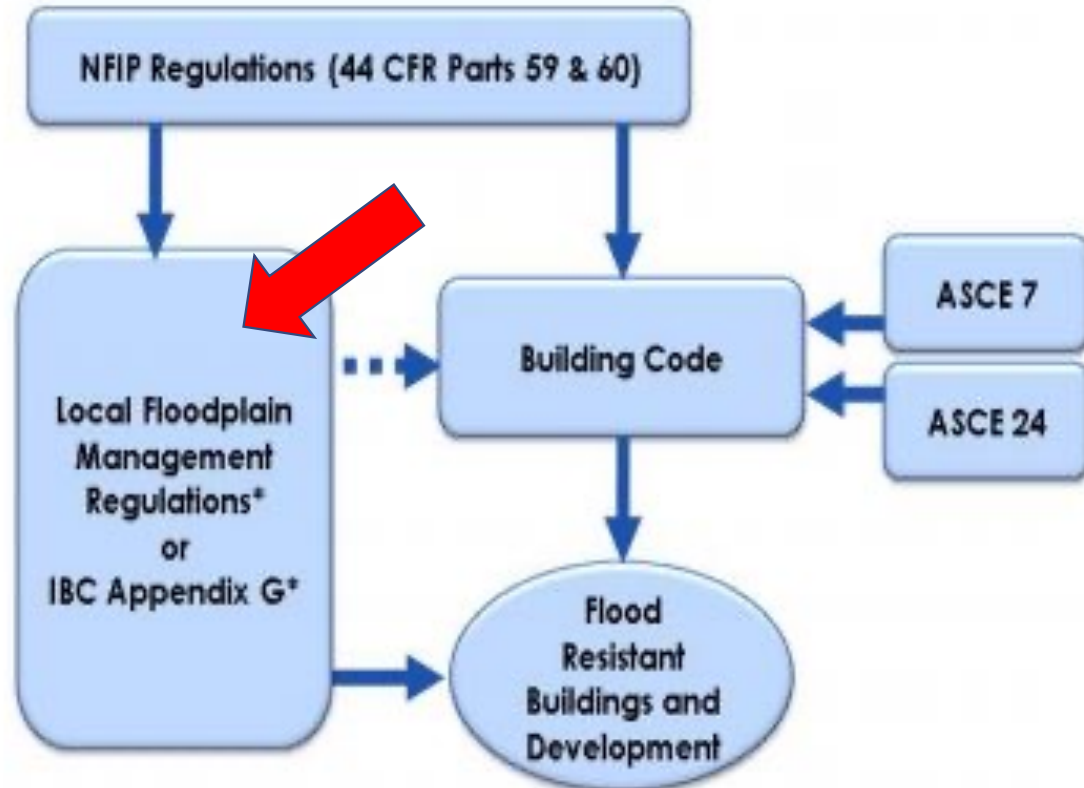 NFIP Regulations (44 CFR Parts 59 & 60)
Local Floodplain
Management
Regulations*
or
IBC Appendix G*
Building Code
ASCE 7
ASCE 24
Flood
Resistant
Buildings and
Development